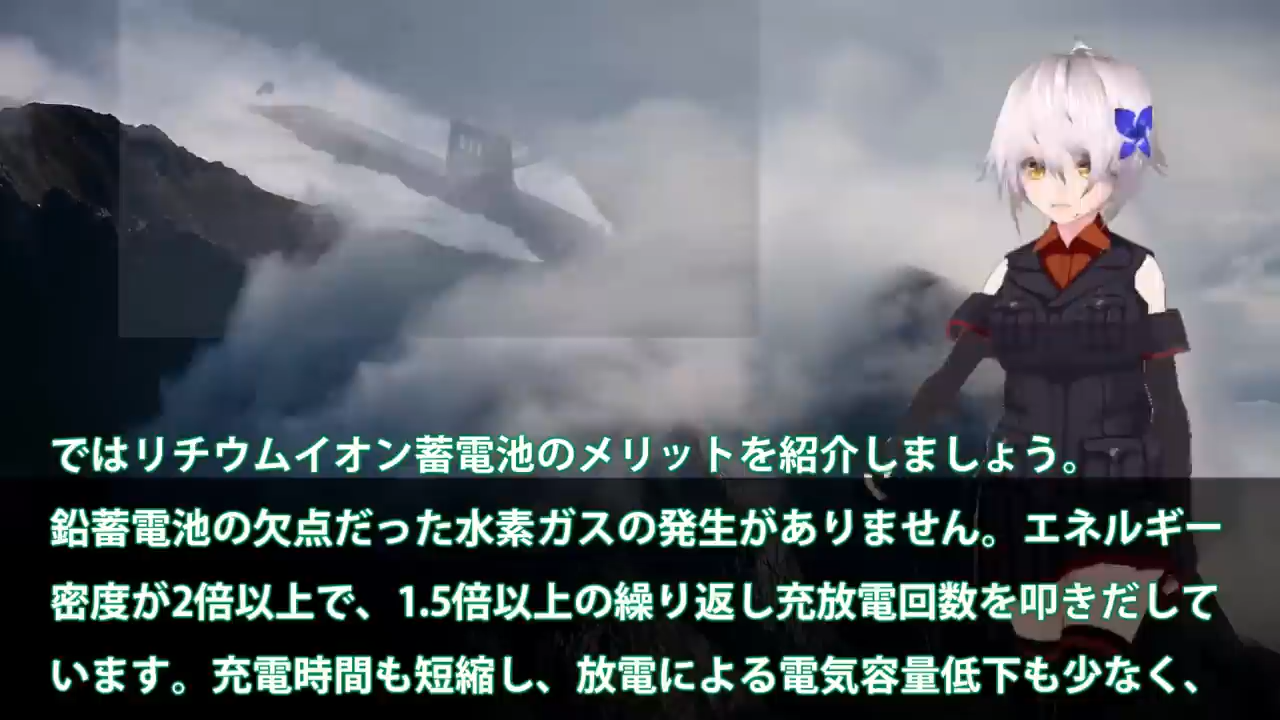 ではリチウムイオン蓄電池のメリットを紹介しましょう。
鉛蓄電池の欠点だった水素ガスの発生がありません。エネルギー
密度が2倍以上で、1.5倍以上の繰り返し充放電回数を叩きだして
います。充電時間も短縮し、放電による電気容量低下も少なく、